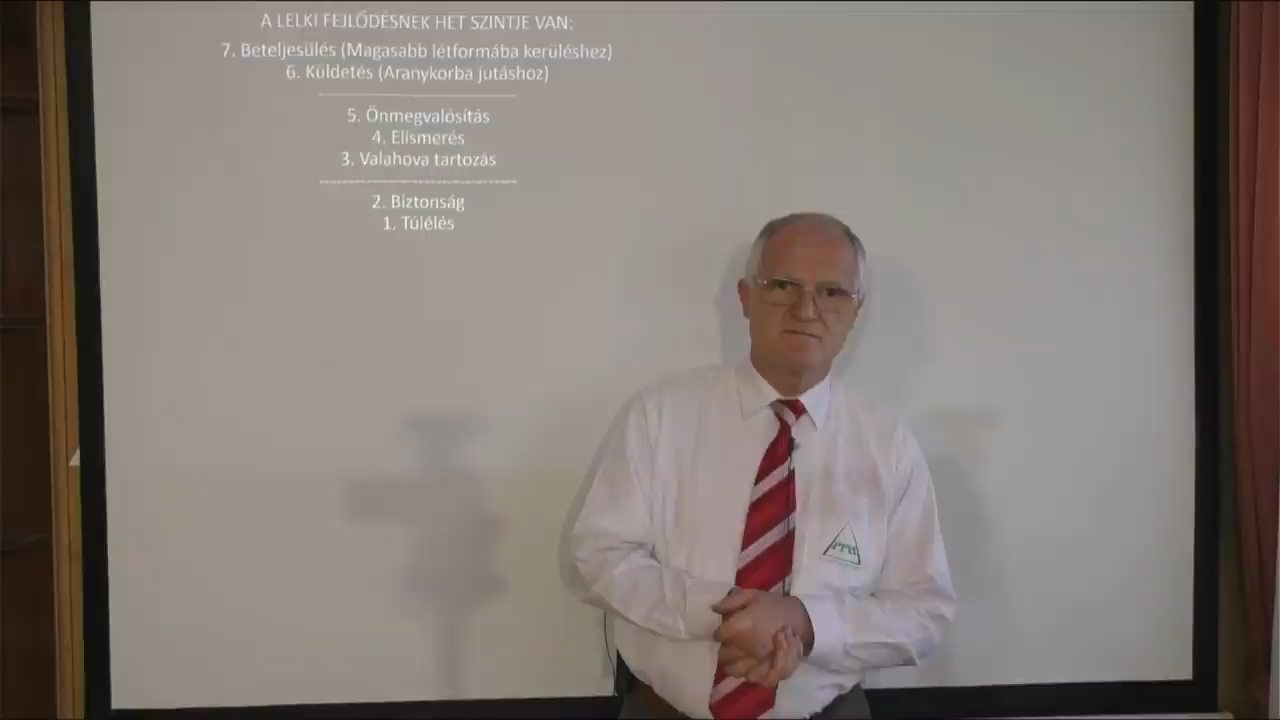 A LELKI FEJLŐDÉSNEK HÉT SZINTJE VAN:
7. Beteljesülés (Magasabb létformába kerüléshez)
6. Küldetés (Aranykorba jutáshoz)
5. Önmegvalósítás
4. Elismerés
3. Valahova tartozás
2. Biztonság
1. Túlélés